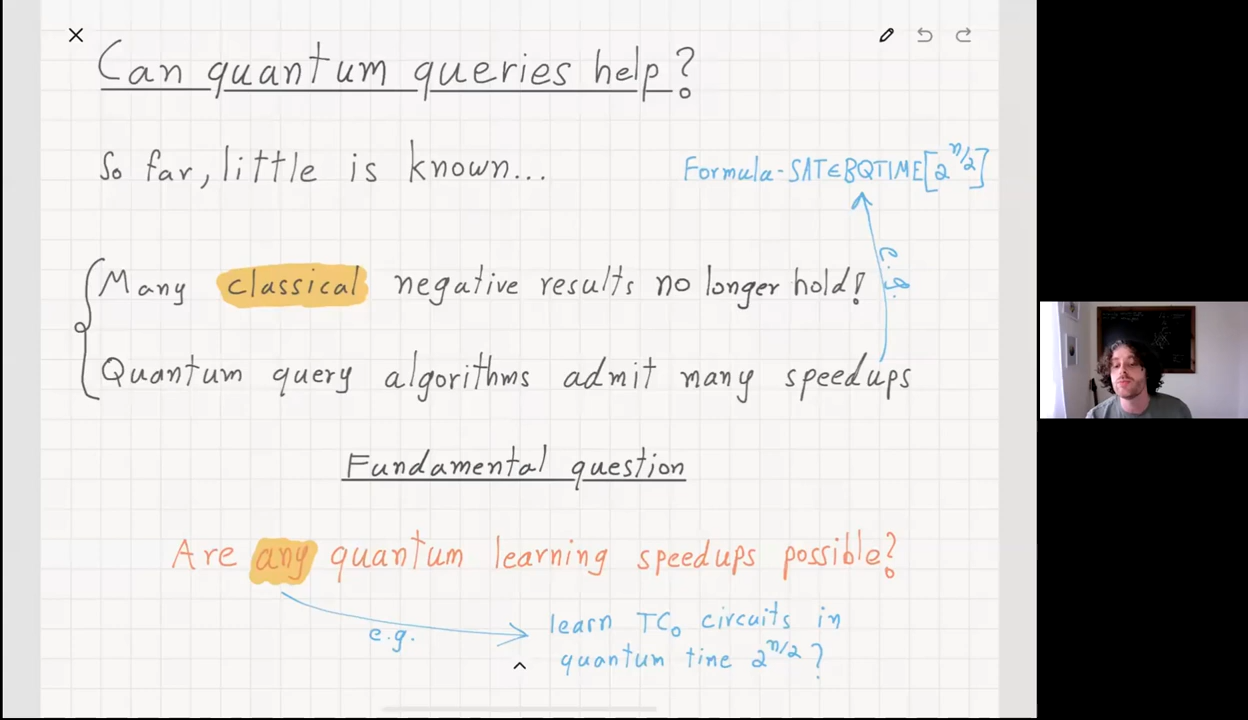 Can quantum queries help?
So far, little is known...
Formula-SAT∈BQTIME[2^n/2]
e.g.
Many classical negative results no longer hold!
Quantum query algorithms admit many speedups
Fundamental question
Are any quantum learning speedups possible?
e.g.
learn TC₀ circuits in
quantum time 2^n/2?